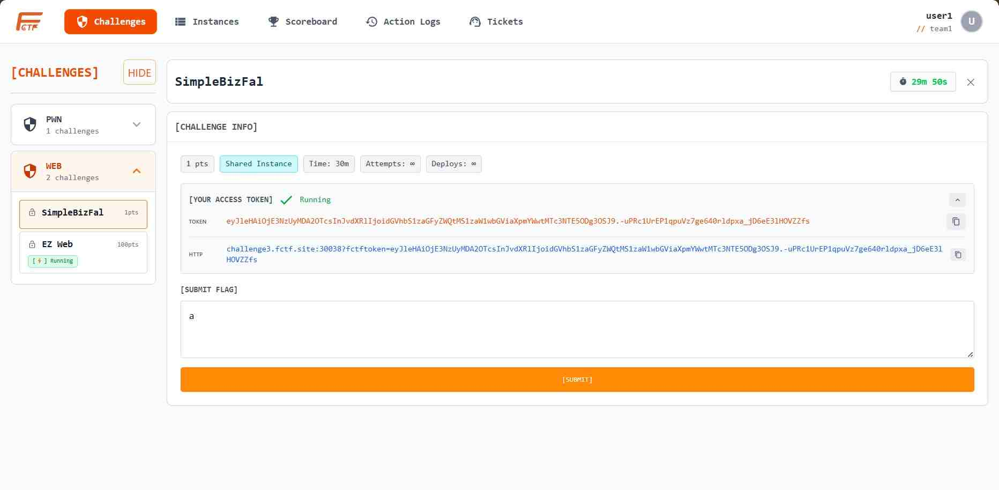 FCTF
Challenges
Instances
Scoreboard
Action Logs
Tickets
user1
// team1
U
[CHALLENGES]
HIDE
PWN
1 challenges
WEB
2 challenges
SimpleBizFal 1pts
EZ Web 100pts
[⚡] Running
SimpleBizFal
29m 50s
[CHALLENGE INFO]
1 pts
Shared Instance
Time: 30m
Attempts: ∞
Deploys: ∞
[YOUR ACCESS TOKEN] Running
TOKEN eyJleHAiOjE3NzUyMDA2OTcsInJvdXRlIjoidGVhbS1zaGFyZWQtMS1zaW1wbGViaXpmYWwtMTc3NTE5ODg3OSJ9.-uPRc1UrEP1qpuVz7ge640rldpxa_jD6eE3lHOVZZfs
HTTP challenge3.fctf.site:30038?fctftoken=eyJleHAiOjE3NzUyMDA2OTcsInJvdXRlIjoidGVhbS1zaGFyZWQtMS1zaW1wbGViaXpmYWwtMTc3NTE5ODg3OSJ9.-uPRc1UrEP1qpuVz7ge640rldpxa_jD6eE3l
HOVZZfs
[SUBMIT FLAG]
a
[SUBMIT]